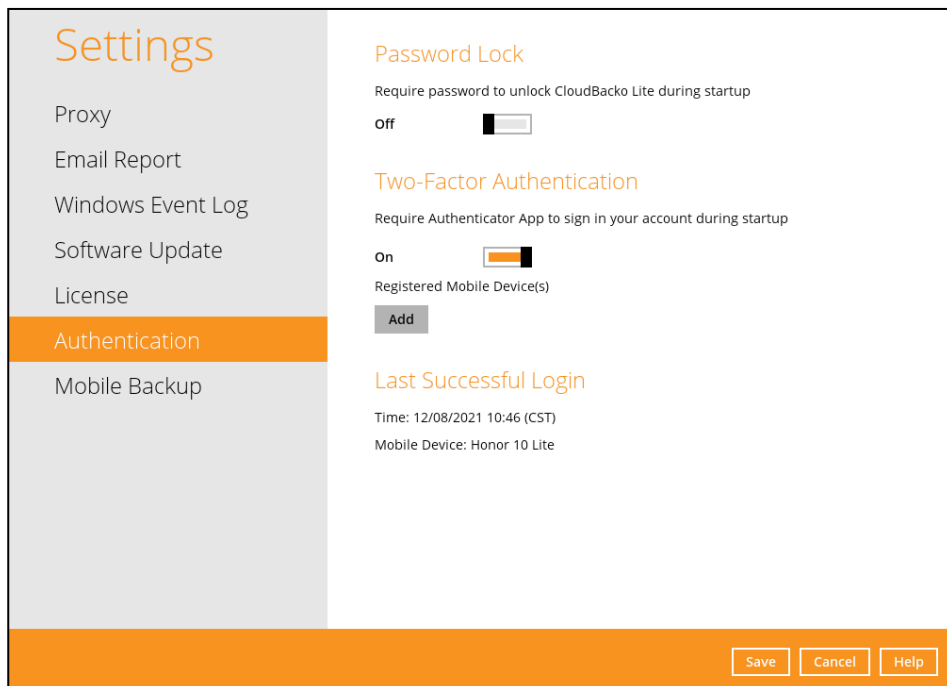 Settings
Proxy
Email Report
Windows Event Log
Software Update
License
Authentication
Mobile Backup
Password Lock
Require password to unlock CloudBacko Lite during startup
Off
Two-Factor Authentication
Require Authenticator App to sign in your account during startup
On
Registered Mobile Device(s)
Add
Last Successful Login
Time: 12/08/2021 10:46 (CST)
Mobile Device: Honor 10 Lite
Save
Cancel
Help